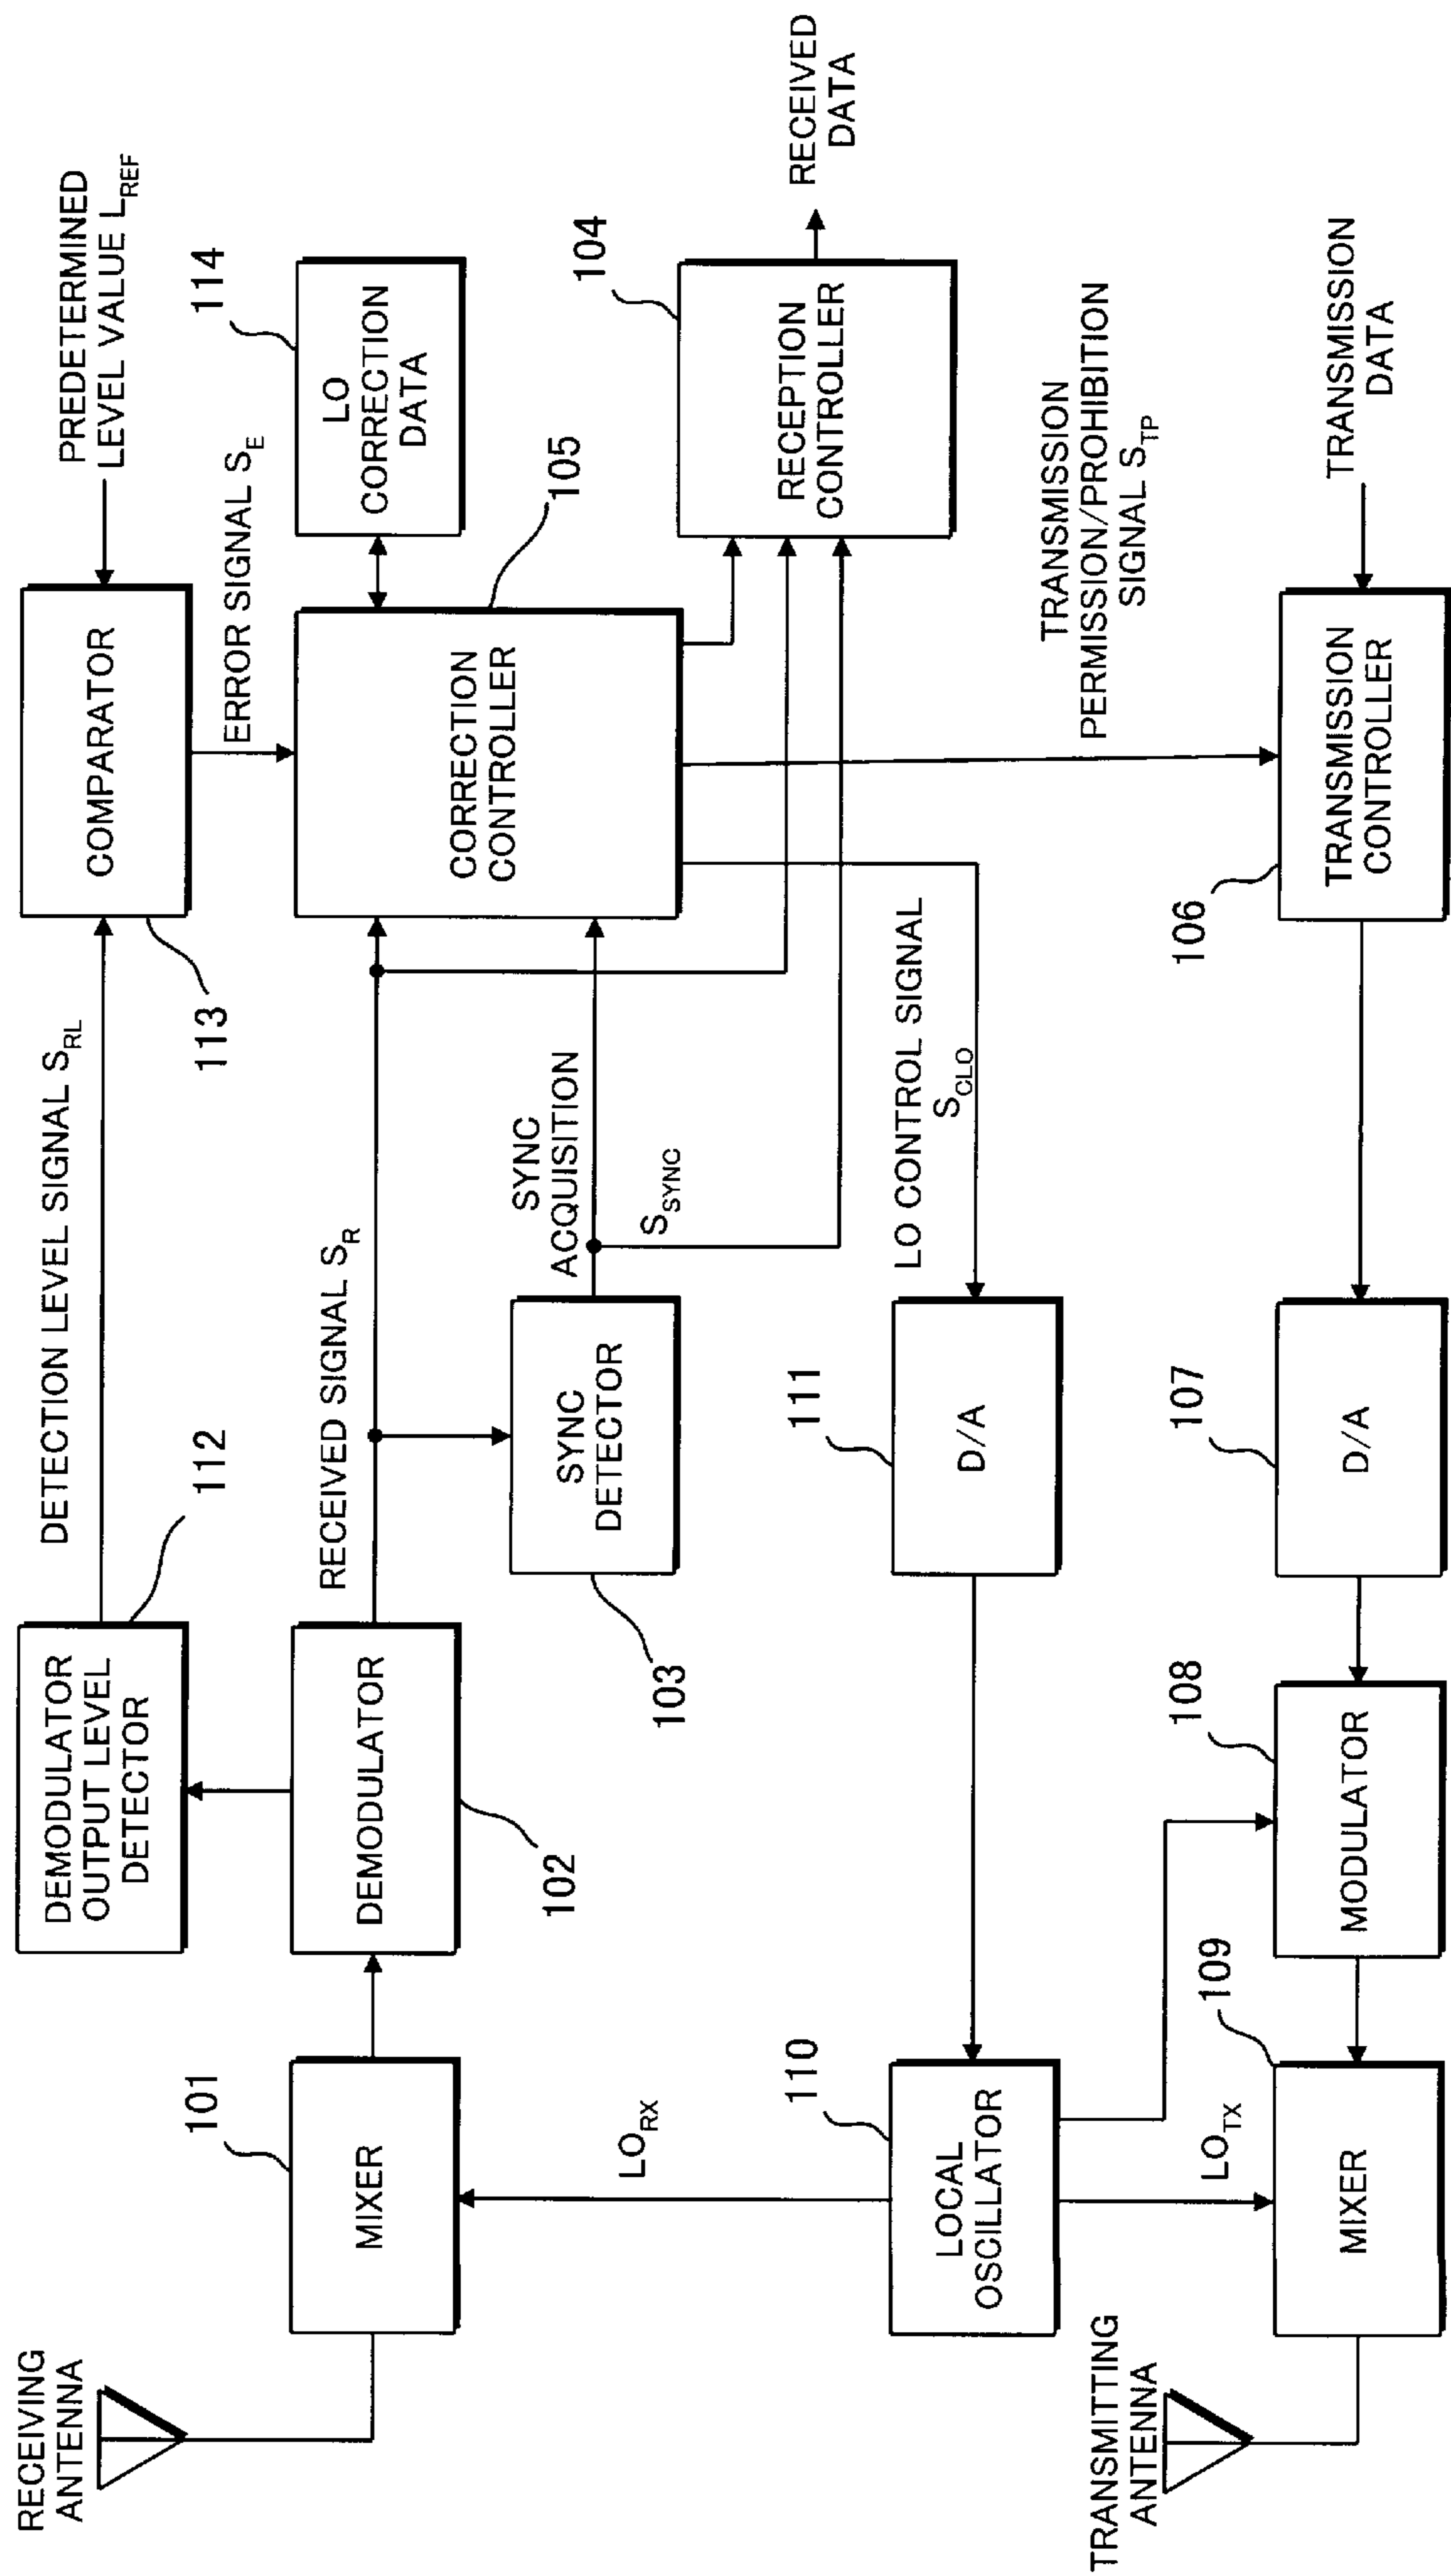 RECEIVING
ANTENNA
101
MIXER
DEMODULATOR
OUTPUT LEVEL
DETECTOR
112
DETECTION LEVEL SIGNAL S_RL
113
COMPARATOR
PREDETERMINED
LEVEL VALUE L_REF
ERROR SIGNAL S_E
DEMODULATOR
102
RECEIVED SIGNAL S_R
SYNC
DETECTOR
103
SYNC
ACQUISITION
S_SYNC
CORRECTION
CONTROLLER
105
LO
CORRECTION
DATA
114
RECEPTION
CONTROLLER
104
RECEIVED
DATA
LO_RX
110
LOCAL
OSCILLATOR
111
D/A
LO CONTROL SIGNAL
S_CLO
TRANSMISSION
PERMISSION/PROHIBITION
SIGNAL S_TP
TRANSMITTING
ANTENNA
LO_TX
109
MIXER
108
MODULATOR
107
D/A
106
TRANSMISSION
CONTROLLER
TRANSMISSION
DATA